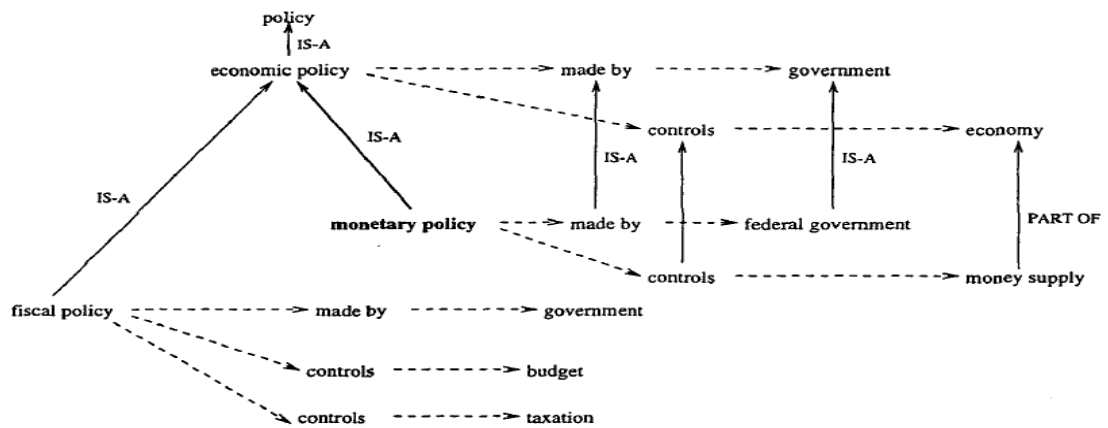 policy
IS-A
economic policy made by government
controls economy
IS-A
IS-A IS-A
IS-A
monetary policy made by federal government PART OF
controls money supply
fiscal policy made by government
controls budget
controls taxation